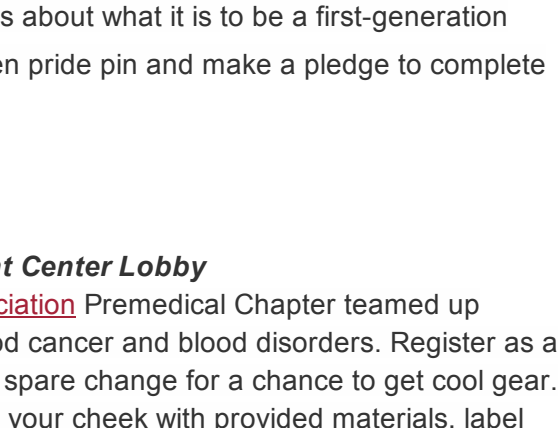 s about what it is to be a first-generation
en pride pin and make a pledge to complete
t Center Lobby
ciation Premedical Chapter teamed up
od cancer and blood disorders. Register as a
spare change for a chance to get cool gear.
your cheek with provided materials, label